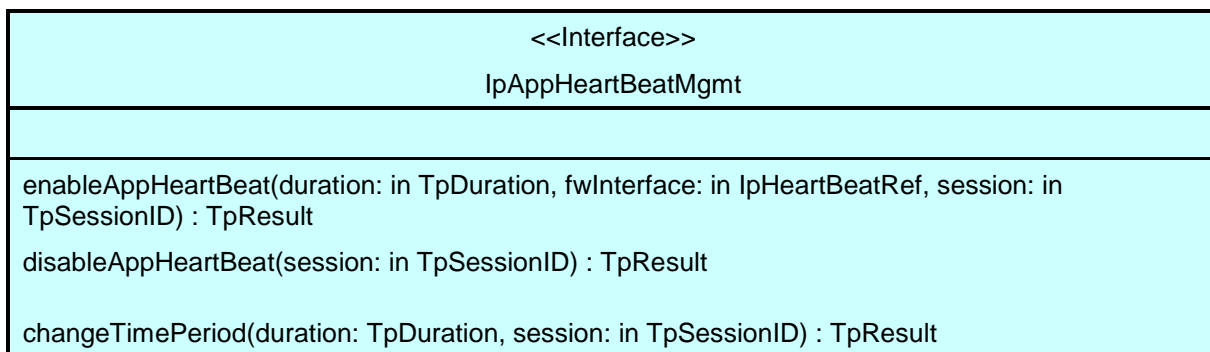 <<Interface>>
IpAppHeartBeatMgmt
enableAppHeartBeat(duration: in TpDuration, fwInterface: in IpHeartBeatRef, session: in
TpSessionID) : TpResult
disableAppHeartBeat(session: in TpSessionID) : TpResult
changeTimePeriod(duration: TpDuration, session: in TpSessionID) : TpResult